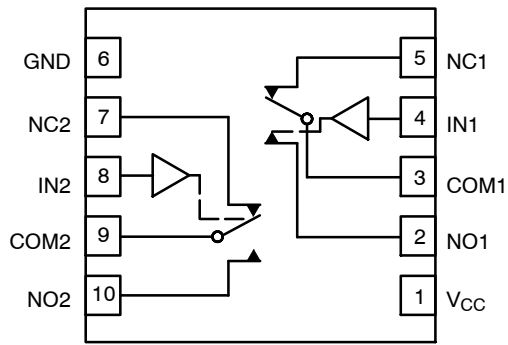 GND 6 5 NC1
NC2 7 4 IN1
IN2 8 3 COM1
COM2 9 2 NO1
NO2 10 1 VCC